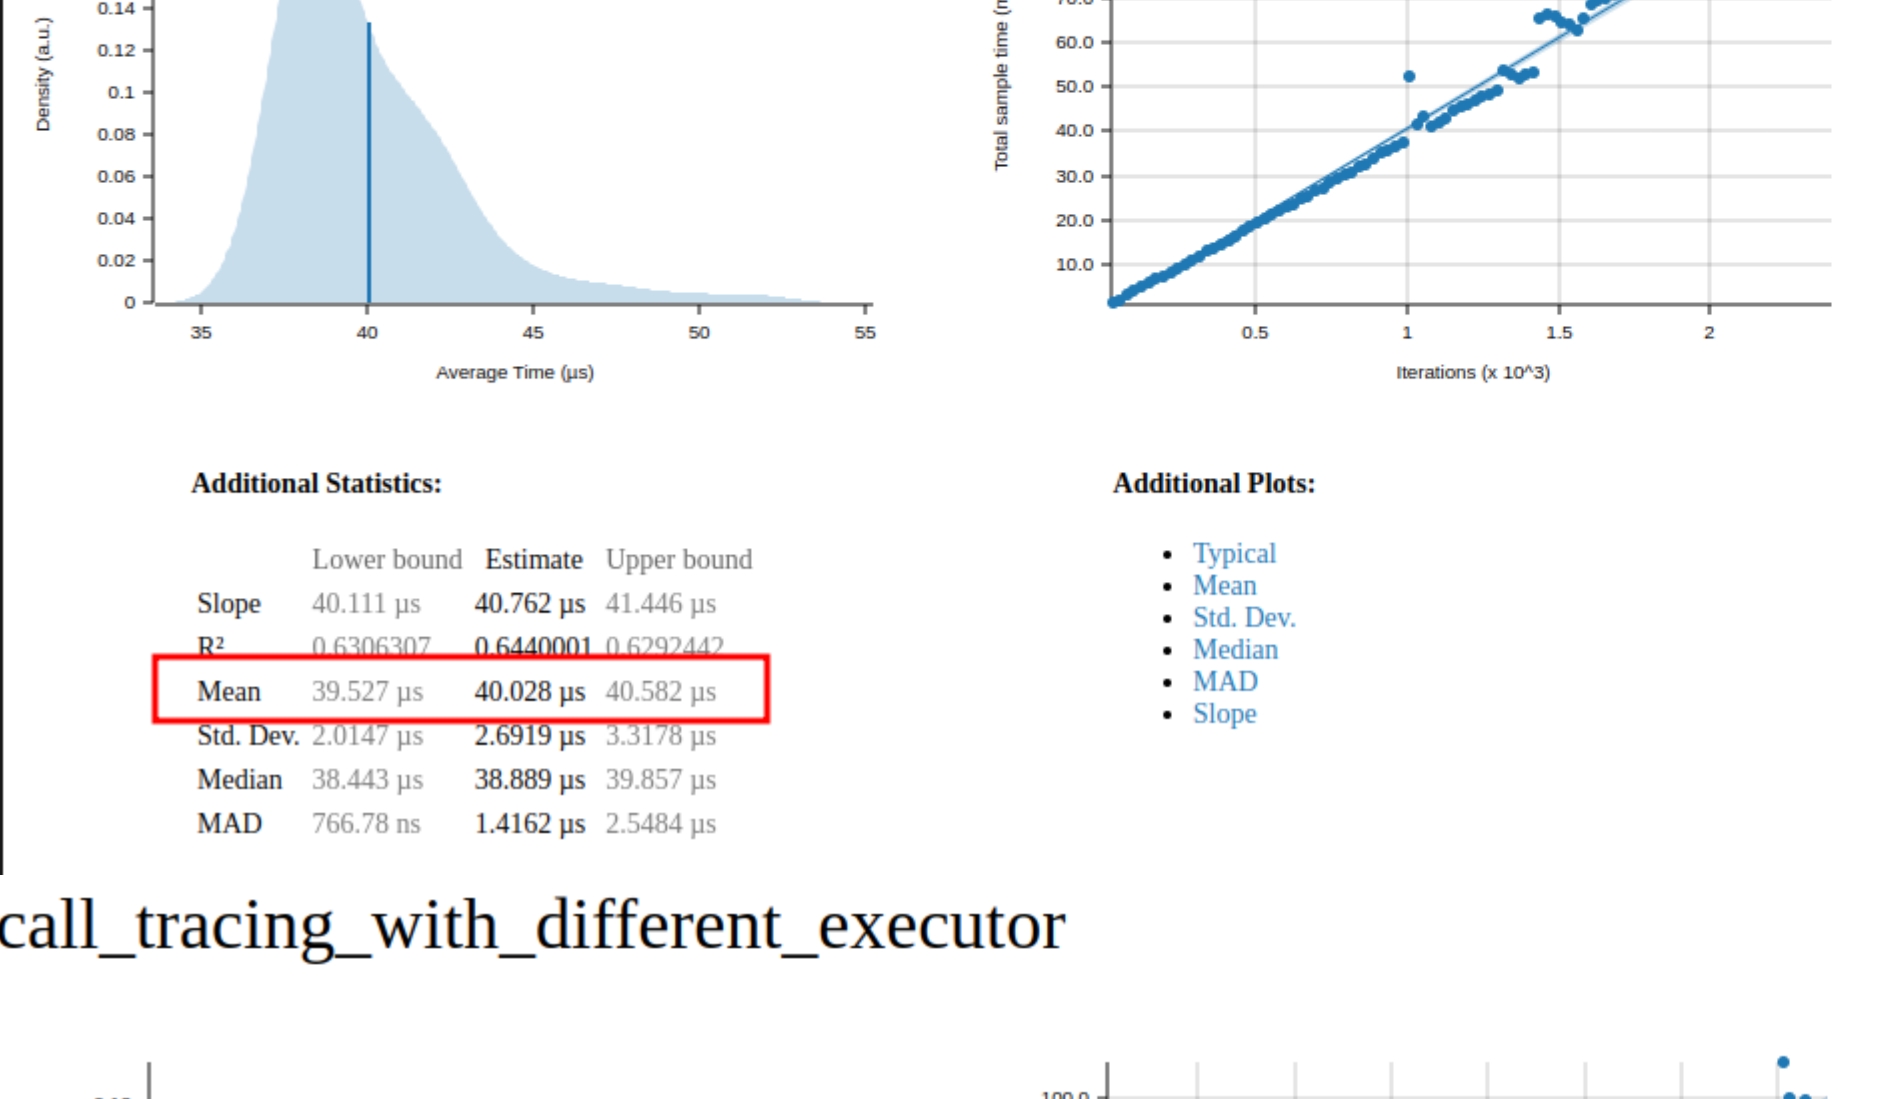 0.14
0.12
0.1
0.08
0.06
0.04
0.02
0
Density (a.u.)
35 40 45 50 55
Average Time (µs)
60.0
50.0
40.0
30.0
20.0
10.0
Total sample time
0.5 1 1.5 2
Iterations (x 10^3)
Additional Statistics:
Lower bound Estimate Upper bound
Slope 40.111 µs 40.762 µs 41.446 µs
R² 0.6306307 0.6440001 0.6292442
Mean 39.527 µs 40.028 µs 40.582 µs
Std. Dev. 2.0147 µs 2.6919 µs 3.3178 µs
Median 38.443 µs 38.889 µs 39.857 µs
MAD 766.78 ns 1.4162 µs 2.5484 µs
Additional Plots:
Typical
Mean
Std. Dev.
Median
MAD
Slope
call_tracing_with_different_executor